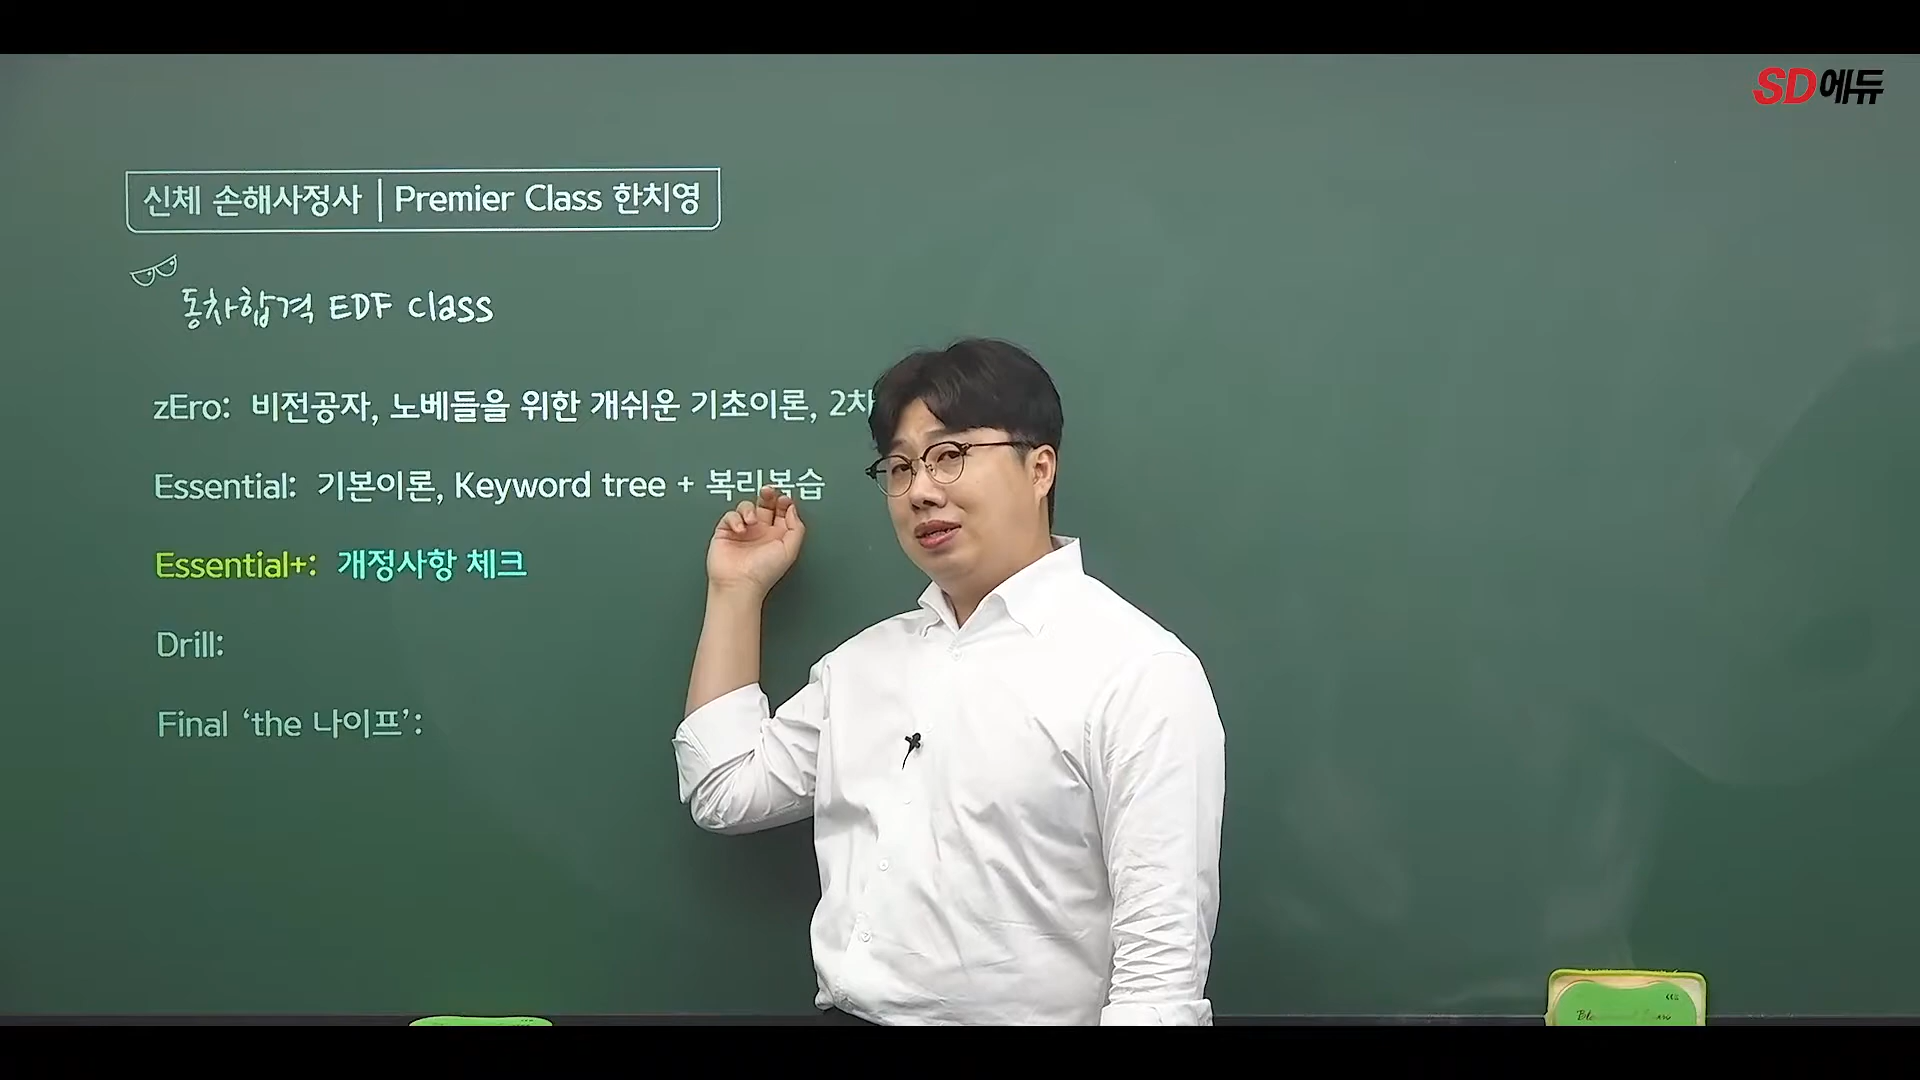 SD에듀
신체 손해사정사 | Premier Class 한치영
동차합격 EDF class
zEro: 비전공자, 노베들을 위한 개쉬운 기초이론, 2차
Essential: 기본이론, Keyword tree + 복리복습
Essential+: 개정사항 체크
Drill:
Final ‘the 나이프’: